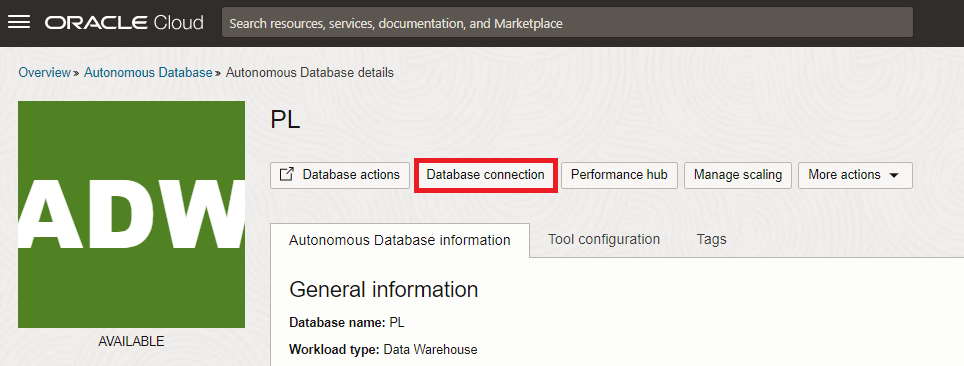 ORACLE Cloud
Search resources, services, documentation, and Marketplace
Overview » Autonomous Database » Autonomous Database details
ADW
AVAILABLE
PL
Database actions
Database connection
Performance hub
Manage scaling
More actions
Autonomous Database information
Tool configuration
Tags
General information
Database name: PL
Workload type: Data Warehouse